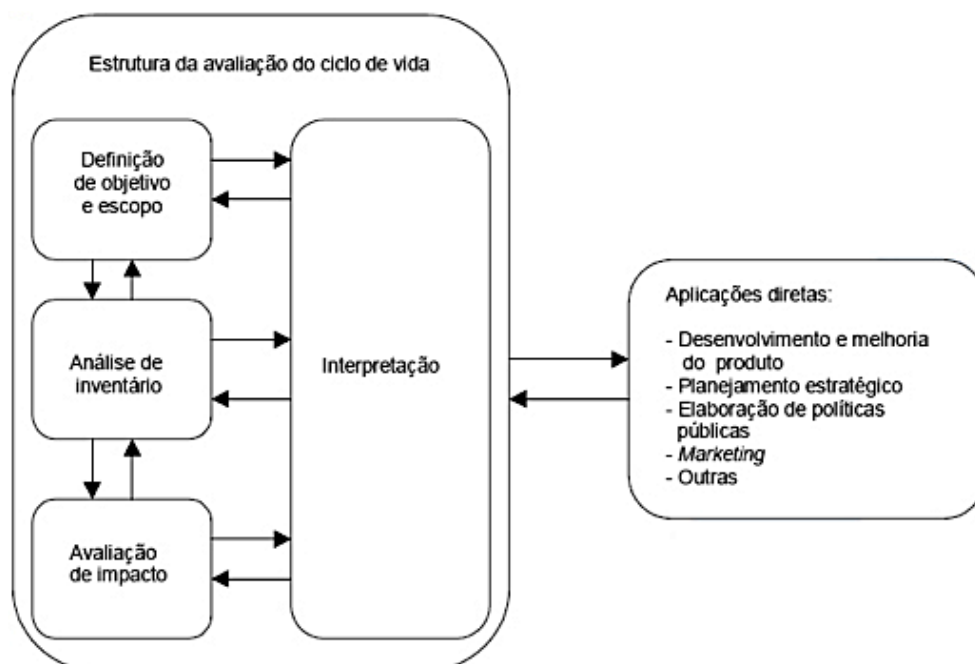 Estrutura da avaliação do ciclo de vida
Definição
de objetivo
e escopo
Análise de
inventário
Avaliação
de impacto
Interpretação
Aplicações diretas:
- Desenvolvimento e melhoria
do produto
- Planejamento estratégico
- Elaboração de políticas
públicas
- Marketing
- Outras